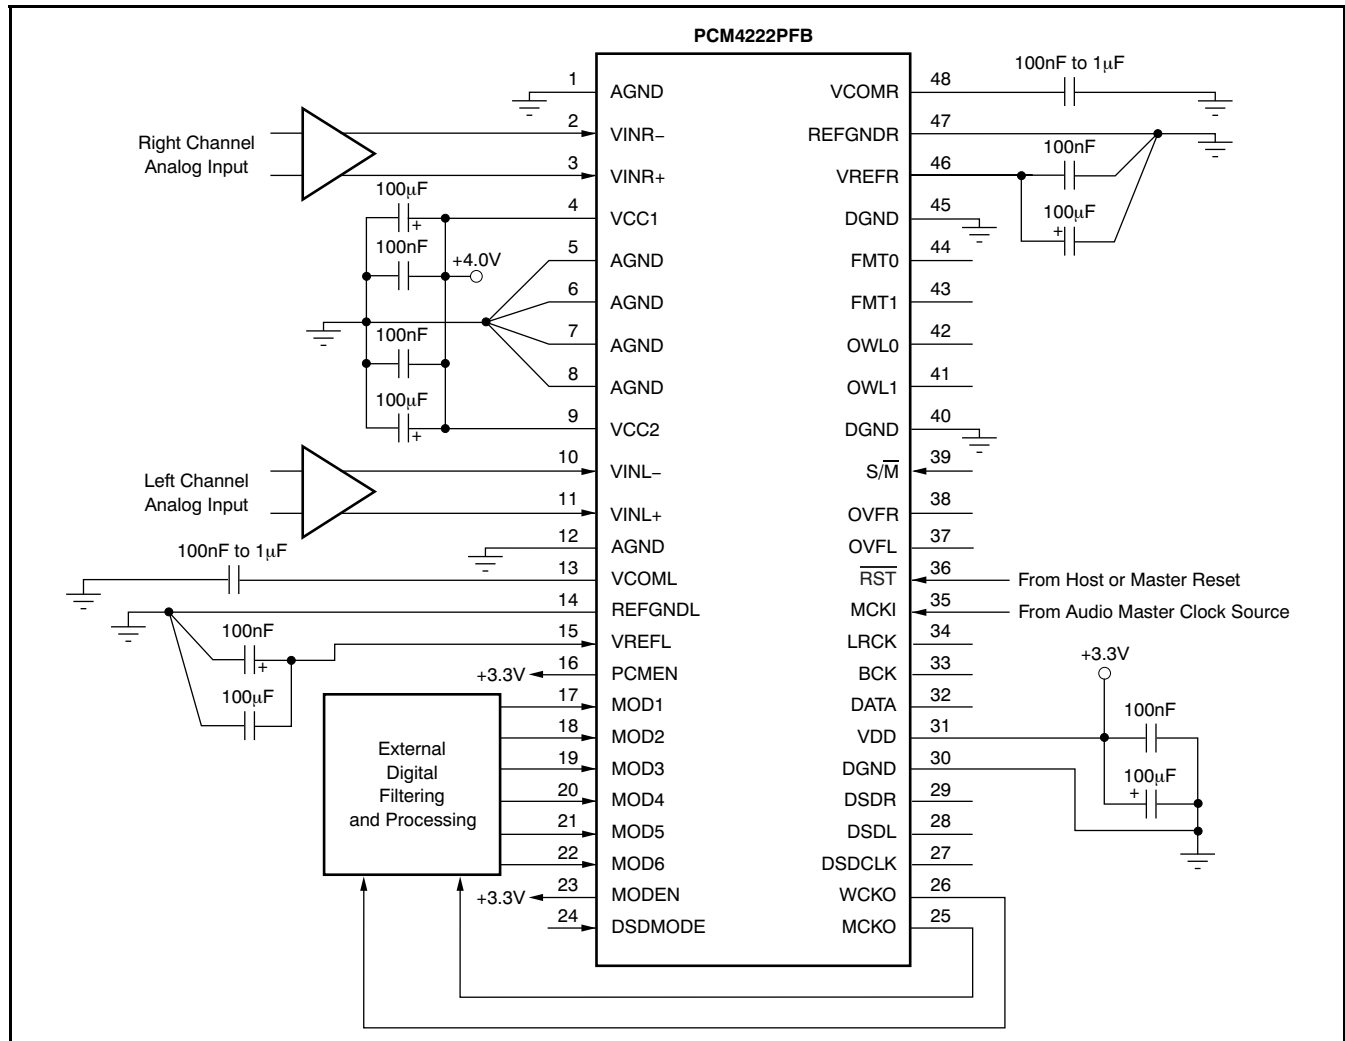 PCM4222PFB
Right Channel
Analog Input
100μF
+
100nF
+4.0V
100nF
100μF
+
Left Channel
Analog Input
100nF to 1μF
100nF
+
100μF
+3.3V
External
Digital
Filtering
and Processing
+3.3V
1 AGND
2 VINR−
3 VINR+
4 VCC1
5 AGND
6 AGND
7 AGND
8 AGND
9 VCC2
10 VINL−
11 VINL+
12 AGND
13 VCOML
14 REFGNDL
15 VREFL
16 PCMEN
17 MOD1
18 MOD2
19 MOD3
20 MOD4
21 MOD5
22 MOD6
23 MODEN
24 DSDMODE
VCOMR 48
REFGNDR 47
VREFR 46
DGND 45
FMT0 44
FMT1 43
OWL0 42
OWL1 41
DGND 40
S/M̅ 39
OVFR 38
OVFL 37
R̅S̅T̅ 36
MCKI 35
LRCK 34
BCK 33
DATA 32
VDD 31
DGND 30
DSDR 29
DSDL 28
DSDCLK 27
WCKO 26
MCKO 25
100nF to 1μF
100nF
100μF
+
From Host or Master Reset
From Audio Master Clock Source
+3.3V
100nF
100μF
+